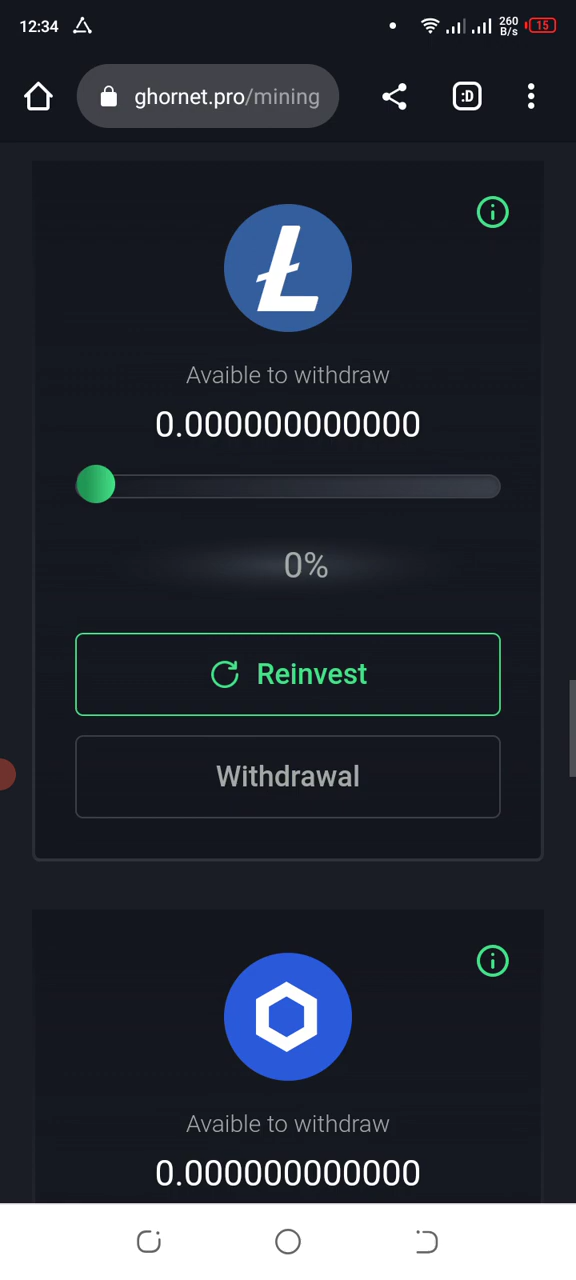 12:34
260
B/s
15
ghornet.pro/mining
:D
Avaible to withdraw
0.000000000000
0%
Reinvest
Withdrawal
Avaible to withdraw
0.000000000000